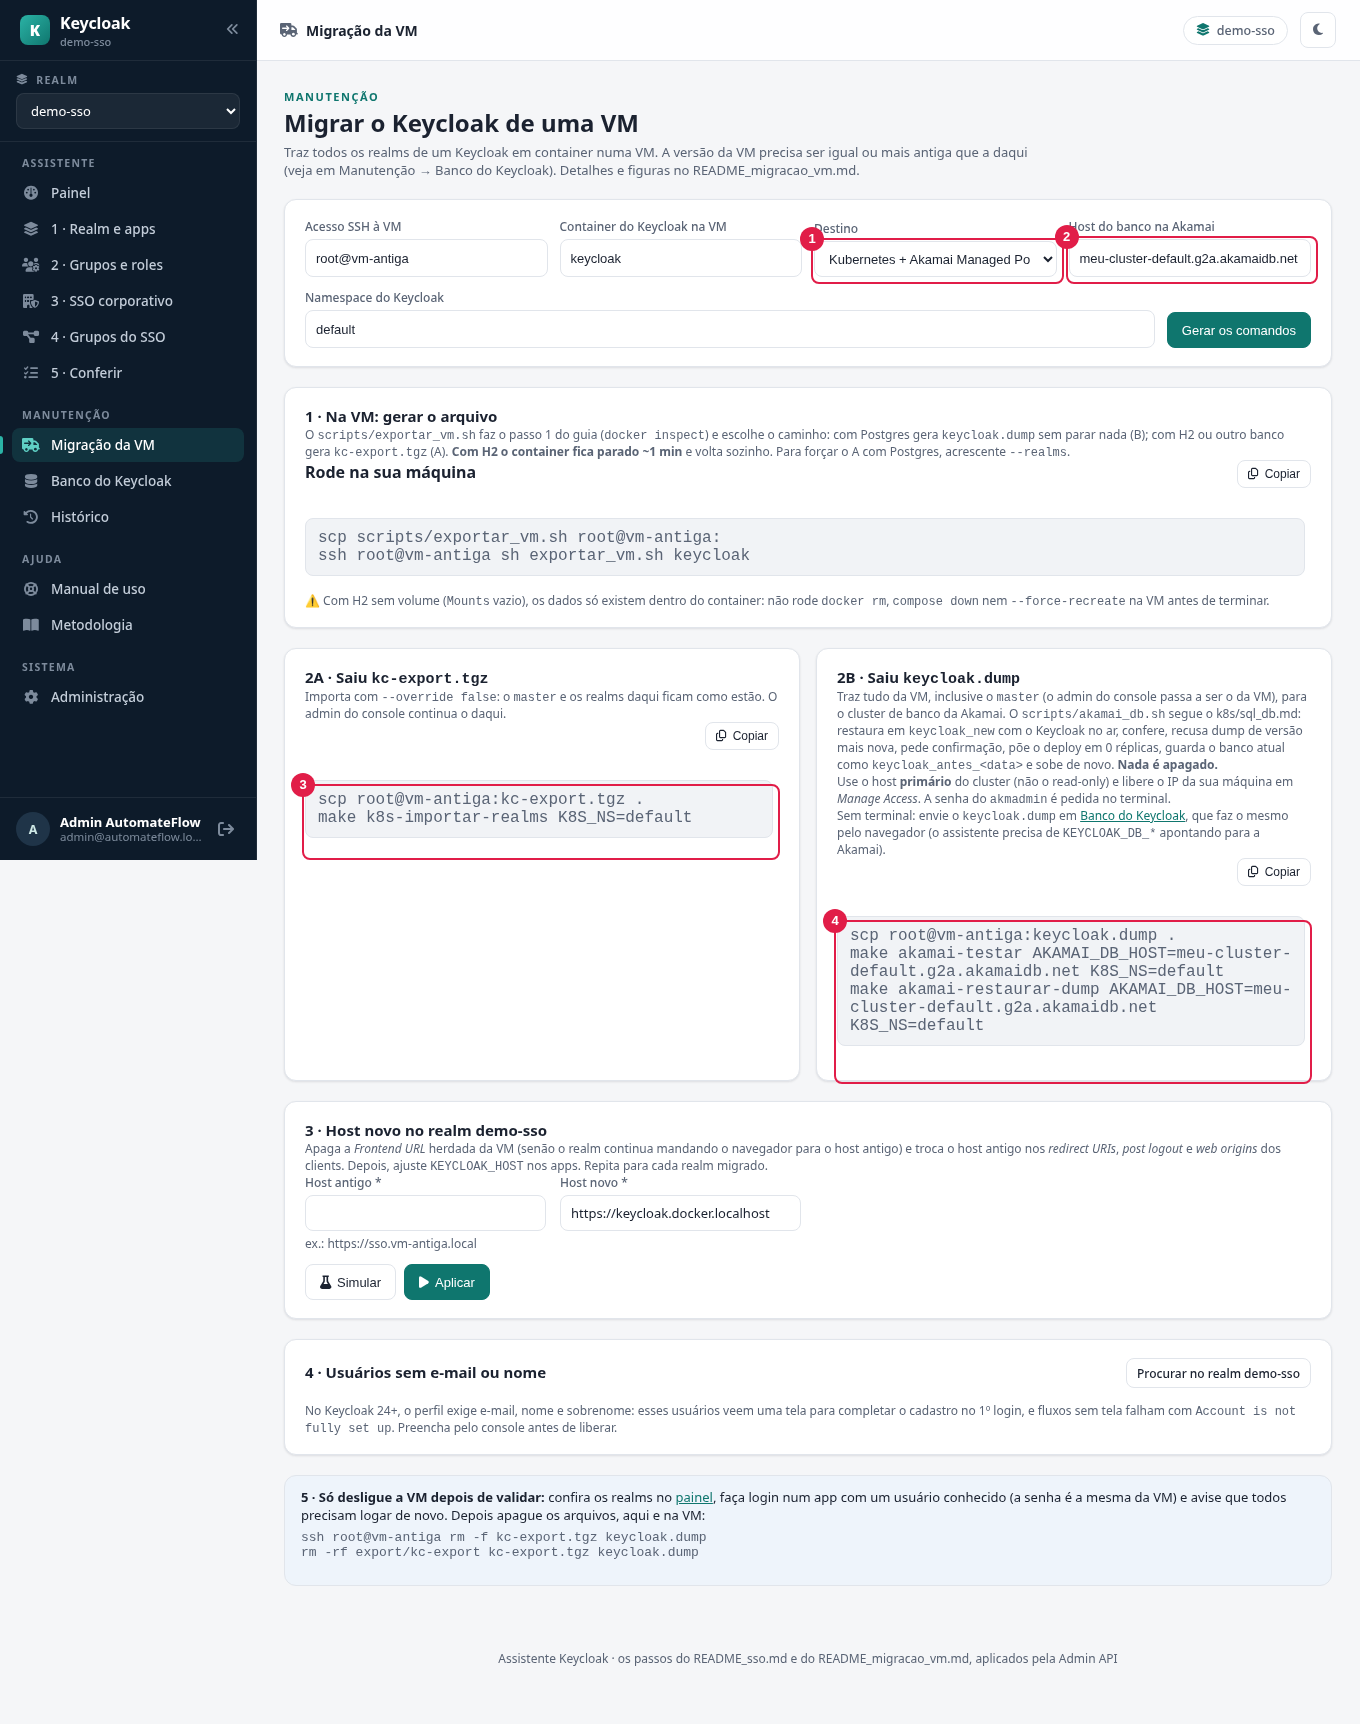 K
Keycloak
demo-sso
REALM
demo-sso
ASSISTENTE
Painel
1 · Realm e apps
2 · Grupos e roles
3 · SSO corporativo
4 · Grupos do SSO
5 · Conferir
MANUTENÇÃO
Migração da VM
Banco do Keycloak
Histórico
AJUDA
Manual de uso
Metodologia
SISTEMA
Administração
A
Admin AutomateFlow
admin@automateflow.lo...
Migração da VM
demo-sso
MANUTENÇÃO
Migrar o Keycloak de uma VM
Traz todos os realms de um Keycloak em container numa VM. A versão da VM precisa ser igual ou mais antiga que a daqui
(veja em Manutenção → Banco do Keycloak). Detalhes e figuras no README_migracao_vm.md.
Acesso SSH à VM
root@vm-antiga
Container do Keycloak na VM
keycloak
1
Destino
Kubernetes + Akamai Managed Po
2
Host do banco na Akamai
meu-cluster-default.g2a.akamaidb.net
Namespace do Keycloak
default
Gerar os comandos
1 · Na VM: gerar o arquivo
O scripts/exportar_vm.sh faz o passo 1 do guia (docker inspect) e escolhe o caminho: com Postgres gera keycloak.dump sem parar nada (B); com H2 ou outro banco
gera kc-export.tgz (A). Com H2 o container fica parado ~1 min e volta sozinho. Para forçar o A com Postgres, acrescente --realms.
Rode na sua máquina
Copiar
scp scripts/exportar_vm.sh root@vm-antiga:
ssh root@vm-antiga sh exportar_vm.sh keycloak
⚠️ Com H2 sem volume (Mounts vazio), os dados só existem dentro do container: não rode docker rm, compose down nem --force-recreate na VM antes de terminar.
2A · Saiu kc-export.tgz
Importa com --override false: o master e os realms daqui ficam como estão. O
admin do console continua o daqui.
Copiar
3
scp root@vm-antiga:kc-export.tgz .
make k8s-importar-realms K8S_NS=default
2B · Saiu keycloak.dump
Traz tudo da VM, inclusive o master (o admin do console passa a ser o da VM), para
o cluster de banco da Akamai. O scripts/akamai_db.sh segue o k8s/sql_db.md:
restaura em keycloak_new com o Keycloak no ar, confere, recusa dump de versão
mais nova, pede confirmação, põe o deploy em 0 réplicas, guarda o banco atual
como keycloak_antes_<data> e sobe de novo. Nada é apagado.
Use o host primário do cluster (não o read-only) e libere o IP da sua máquina em
Manage Access. A senha do akmadmin é pedida no terminal.
Sem terminal: envie o keycloak.dump em Banco do Keycloak, que faz o mesmo
pelo navegador (o assistente precisa de KEYCLOAK_DB_* apontando para a
Akamai).
Copiar
4
scp root@vm-antiga:keycloak.dump .
make akamai-testar AKAMAI_DB_HOST=meu-cluster-
default.g2a.akamaidb.net K8S_NS=default
make akamai-restaurar-dump AKAMAI_DB_HOST=meu-
cluster-default.g2a.akamaidb.net
K8S_NS=default
3 · Host novo no realm demo-sso
Apaga a Frontend URL herdada da VM (senão o realm continua mandando o navegador para o host antigo) e troca o host antigo nos redirect URIs, post logout e web origins dos
clients. Depois, ajuste KEYCLOAK_HOST nos apps. Repita para cada realm migrado.
Host antigo *
Host novo *
https://keycloak.docker.localhost
ex.: https://sso.vm-antiga.local
Simular
Aplicar
4 · Usuários sem e-mail ou nome
Procurar no realm demo-sso
No Keycloak 24+, o perfil exige e-mail, nome e sobrenome: esses usuários veem uma tela para completar o cadastro no 1º login, e fluxos sem tela falham com Account is not
fully set up. Preencha pelo console antes de liberar.
5 · Só desligue a VM depois de validar: confira os realms no painel, faça login num app com um usuário conhecido (a senha é a mesma da VM) e avise que todos
precisam logar de novo. Depois apague os arquivos, aqui e na VM:
ssh root@vm-antiga rm -f kc-export.tgz keycloak.dump
rm -rf export/kc-export kc-export.tgz keycloak.dump
Assistente Keycloak · os passos do README_sso.md e do README_migracao_vm.md, aplicados pela Admin API